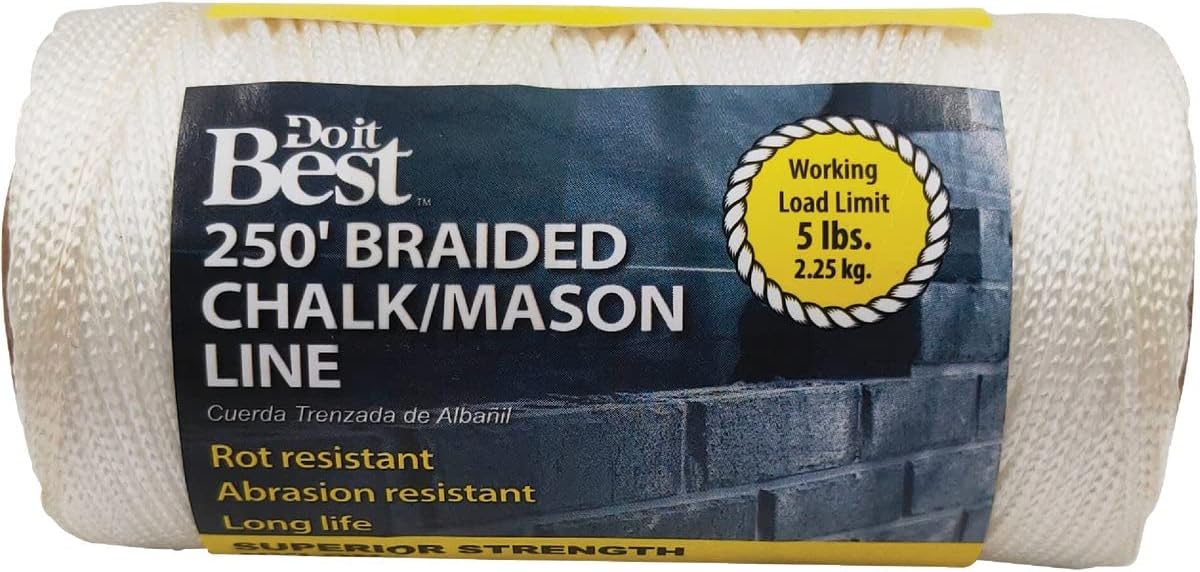 Do it
Best™
250' BRAIDED
CHALK/MASON
LINE
Cuerda Trenzada de Albañil
Rot resistant
Abrasion resistant
Long life
SUPERIOR STRENGTH
Working
Load Limit
5 lbs.
2.25 kg.